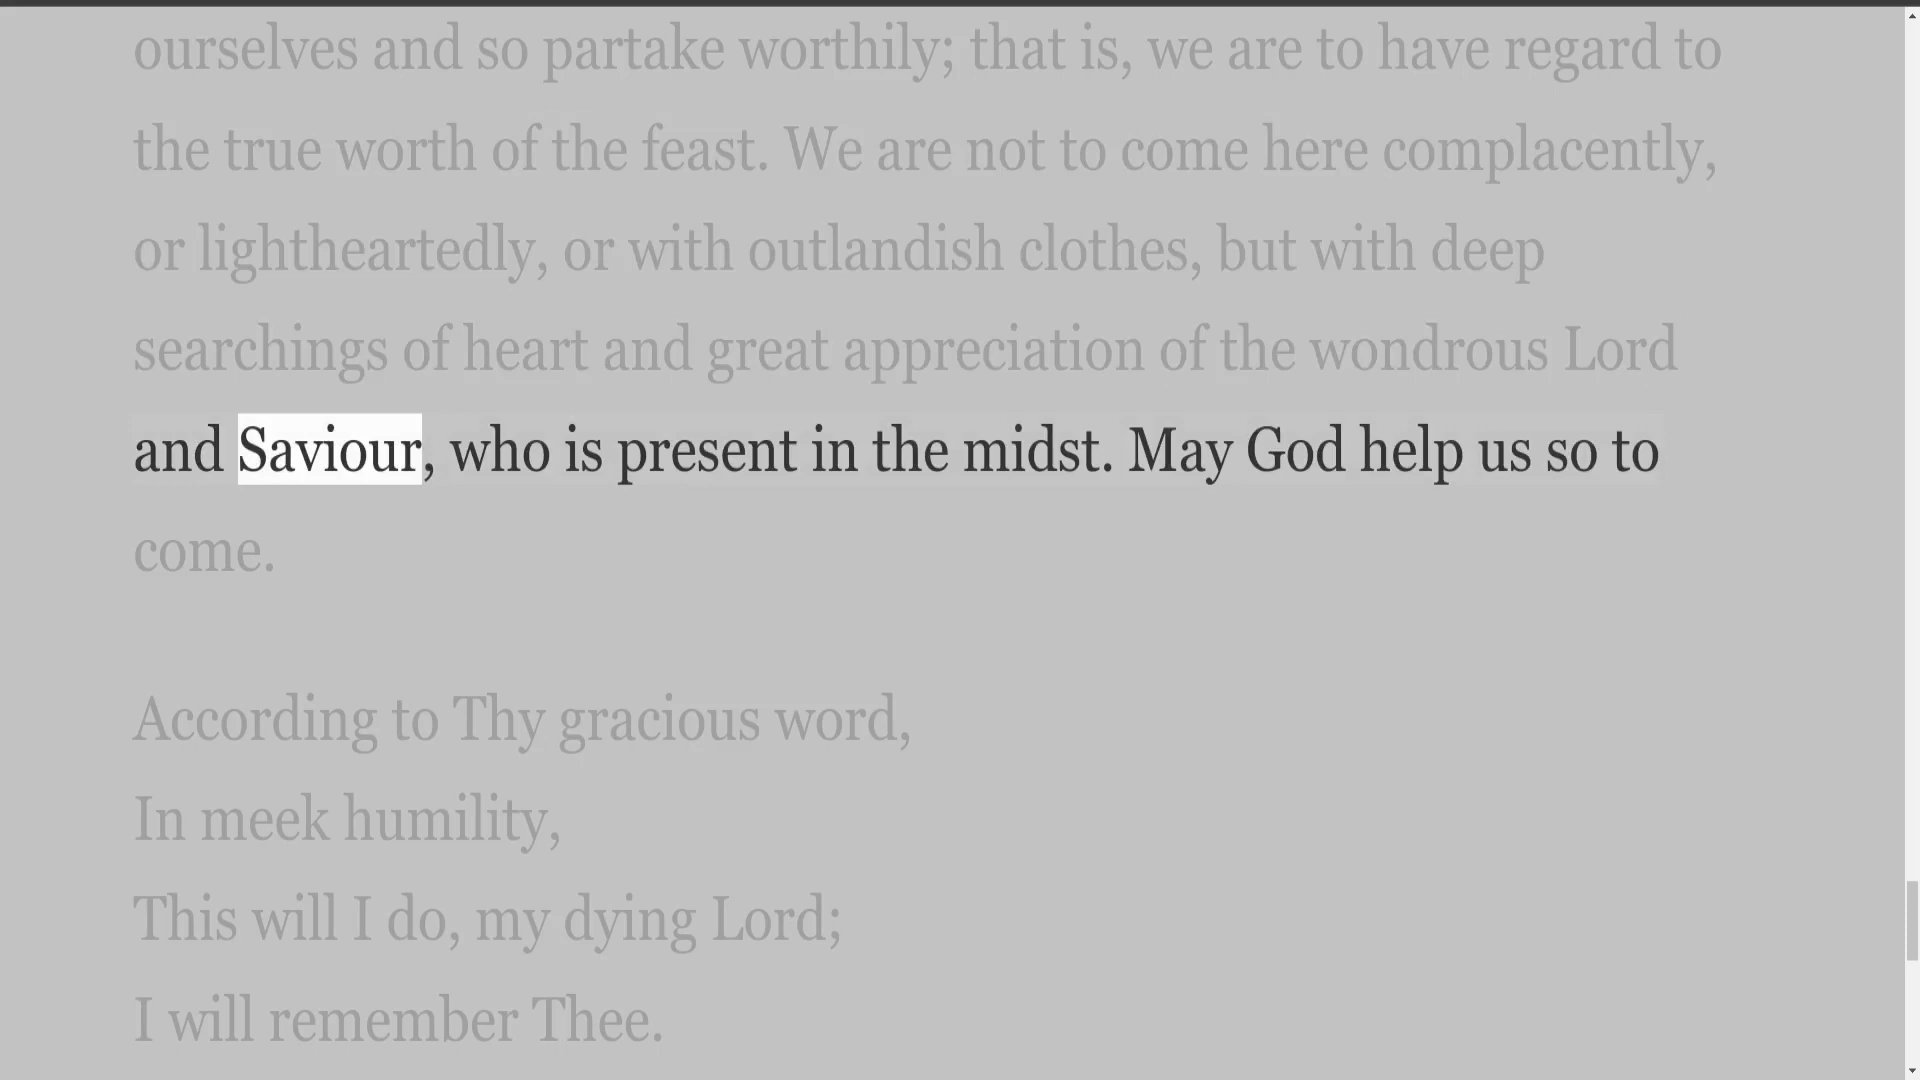 ourselves and so partake worthily; that is, we are to have regard to
the true worth of the feast. We are not to come here complacently,
or lightheartedly, or with outlandish clothes, but with deep
searchings of heart and great appreciation of the wondrous Lord
and Saviour, who is present in the midst. May God help us so to
come.
According to Thy gracious word,
In meek humility,
This will I do, my dying Lord;
I will remember Thee.